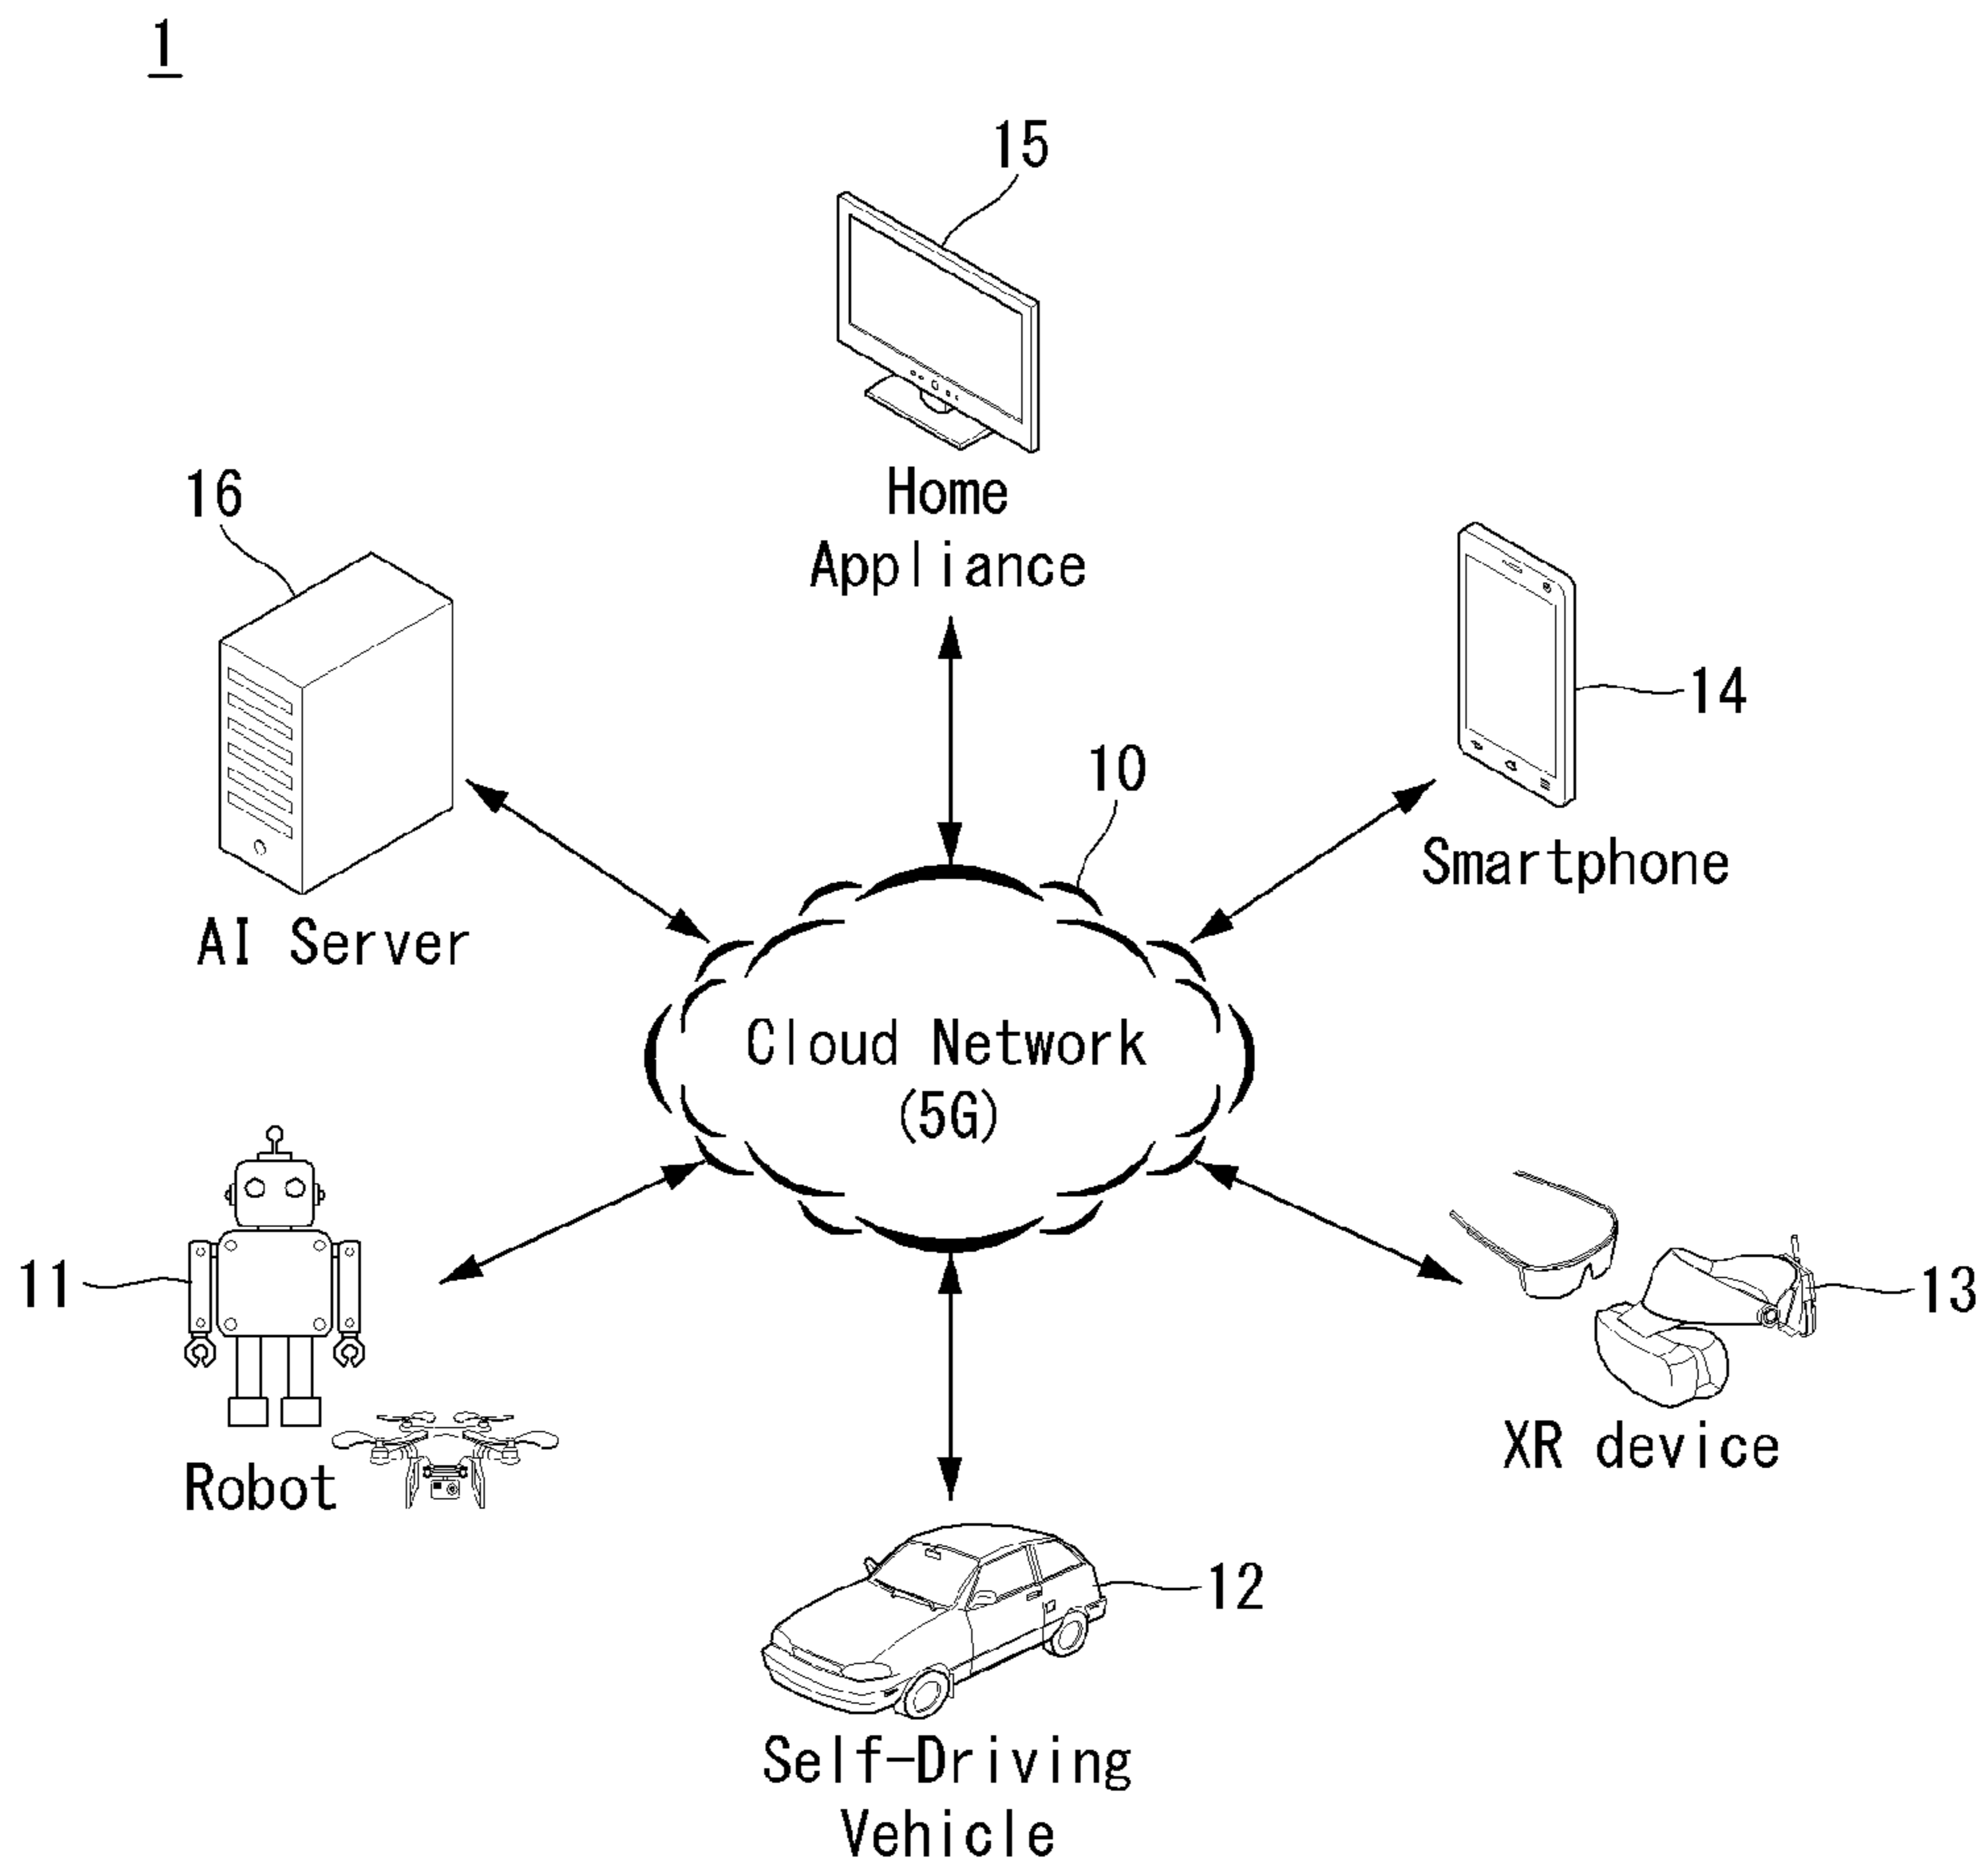 1
15
Home
Appliance
16
AI Server
14
Smartphone
10
Cloud Network
(5G)
11
Robot
13
XR device
12
Self-Driving
Vehicle